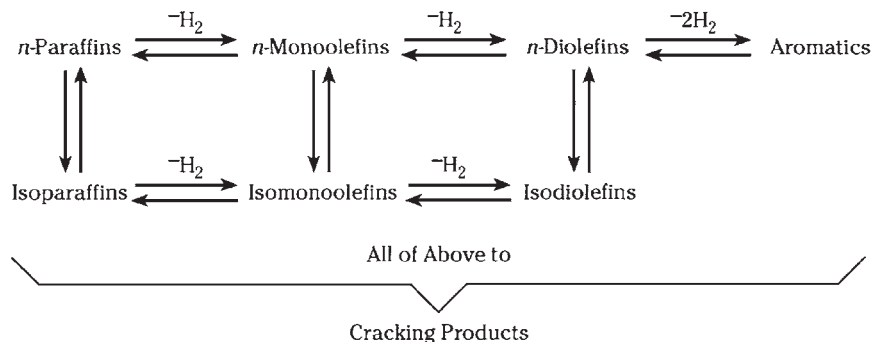 −H2 −H2 −2H2
n-Paraffins n-Monoolefins n-Diolefins Aromatics
−H2 −H2
Isoparaffins Isomonoolefins Isodiolefins
All of Above to
Cracking Products